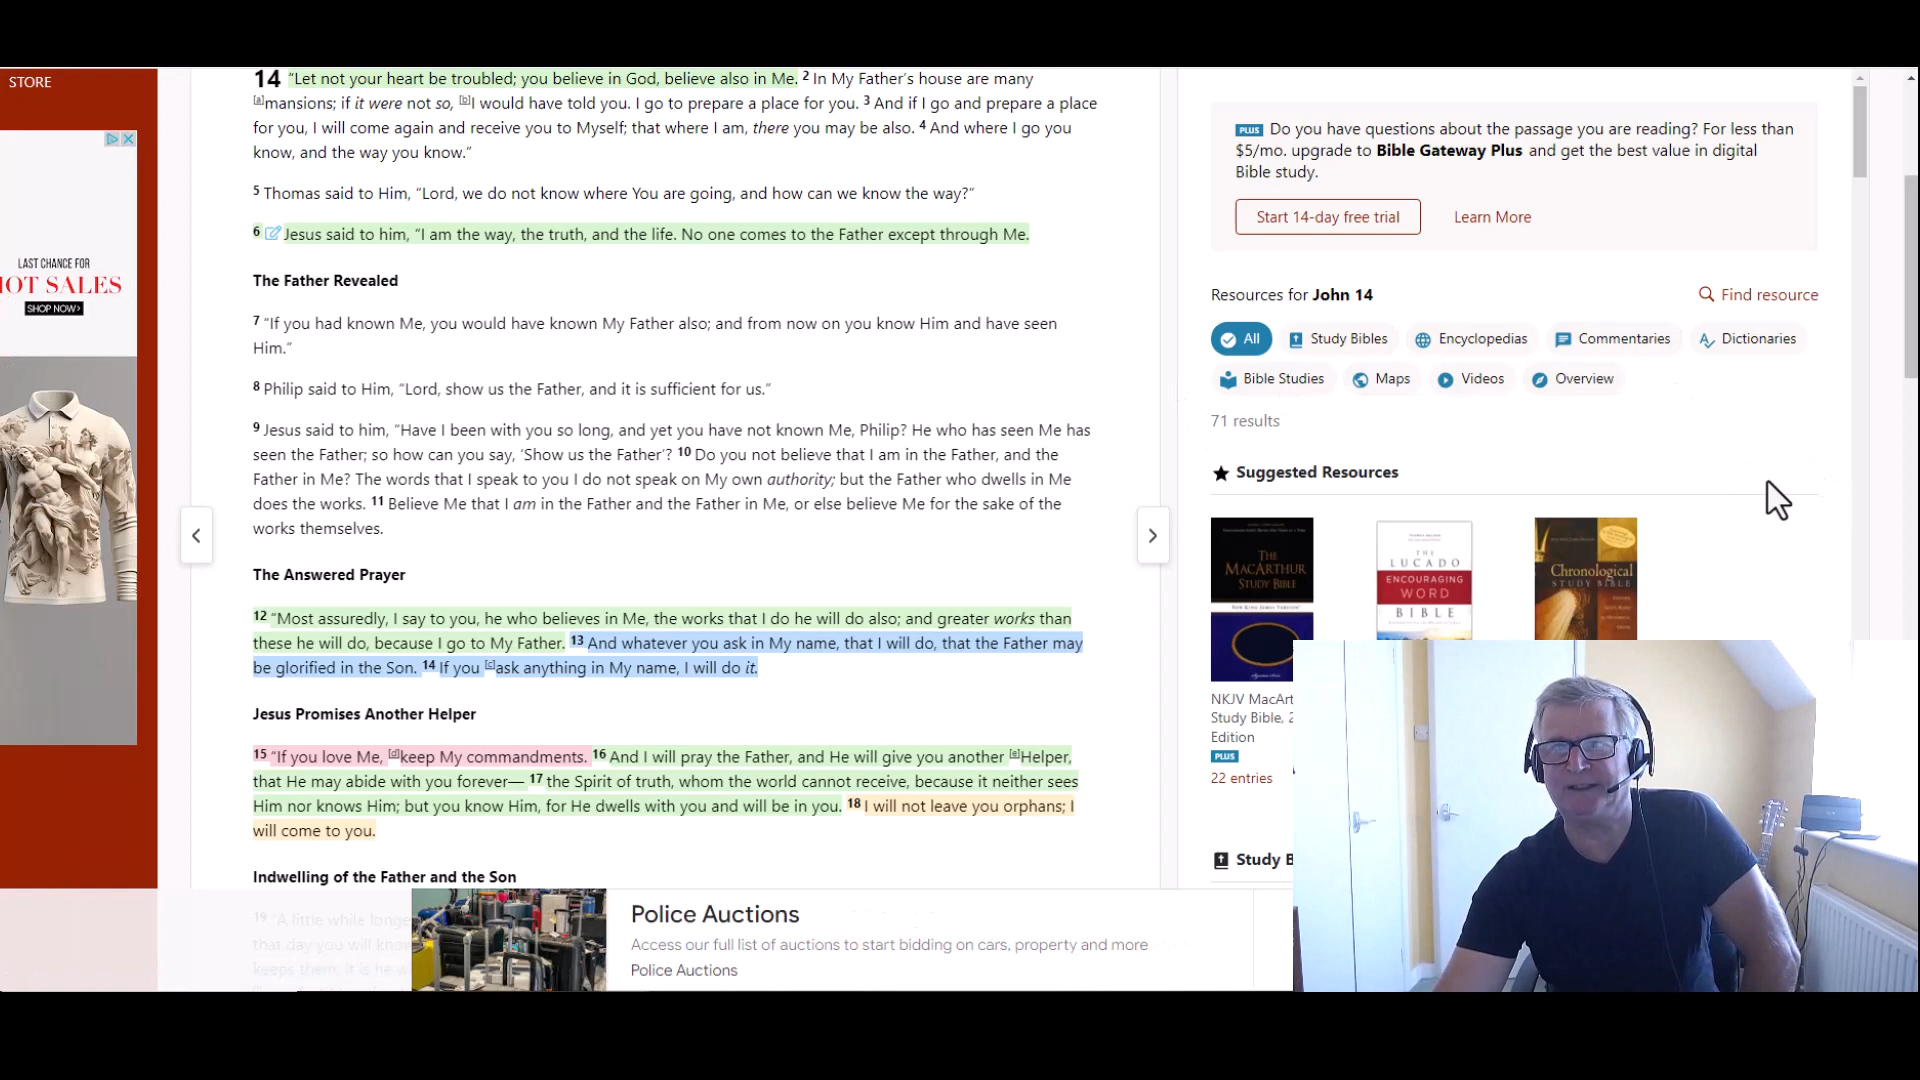 STORE
LAST CHANCE FOR
HOT SALES
SHOP NOW>
14 “Let not your heart be troubled; you believe in God, believe also in Me. 2 In My Father’s house are many
[a]mansions; if it were not so, [b]I would have told you. I go to prepare a place for you. 3 And if I go and prepare a place
for you, I will come again and receive you to Myself; that where I am, there you may be also. 4 And where I go you
know, and the way you know.”
5 Thomas said to Him, “Lord, we do not know where You are going, and how can we know the way?”
6 Jesus said to him, “I am the way, the truth, and the life. No one comes to the Father except through Me.
The Father Revealed
7 “If you had known Me, you would have known My Father also; and from now on you know Him and have seen
Him.”
8 Philip said to Him, “Lord, show us the Father, and it is sufficient for us.”
9 Jesus said to him, “Have I been with you so long, and yet you have not known Me, Philip? He who has seen Me has
seen the Father; so how can you say, ‘Show us the Father’? 10 Do you not believe that I am in the Father, and the
Father in Me? The words that I speak to you I do not speak on My own authority; but the Father who dwells in Me
does the works. 11 Believe Me that I am in the Father and the Father in Me, or else believe Me for the sake of the
works themselves.
The Answered Prayer
12 “Most assuredly, I say to you, he who believes in Me, the works that I do he will do also; and greater works than
these he will do, because I go to My Father. 13 And whatever you ask in My name, that I will do, that the Father may
be glorified in the Son. 14 If you [c]ask anything in My name, I will do it.
Jesus Promises Another Helper
15 “If you love Me, [d]keep My commandments. 16 And I will pray the Father, and He will give you another [e]Helper,
that He may abide with you forever— 17 the Spirit of truth, whom the world cannot receive, because it neither sees
Him nor knows Him; but you know Him, for He dwells with you and will be in you. 18 I will not leave you orphans; I
will come to you.
Indwelling of the Father and the Son
19 “A little while longe
that day you will know
keeps them, it is he w
Police Auctions
Access our full list of auctions to start bidding on cars, property and more
Police Auctions
PLUS Do you have questions about the passage you are reading? For less than
$5/mo. upgrade to Bible Gateway Plus and get the best value in digital
Bible study.
Start 14-day free trial Learn More
Resources for John 14 Find resource
All Study Bibles Encyclopedias Commentaries Dictionaries
Bible Studies Maps Videos Overview
71 results
Suggested Resources
THE
MACARTHUR
STUDY BIBLE
THE
LUCADO
ENCOURAGING
WORD
BIBLE
Chronological
STUDY BIBLE
NKJV MacArt
Study Bible, 2
Edition
PLUS
22 entries
Study B